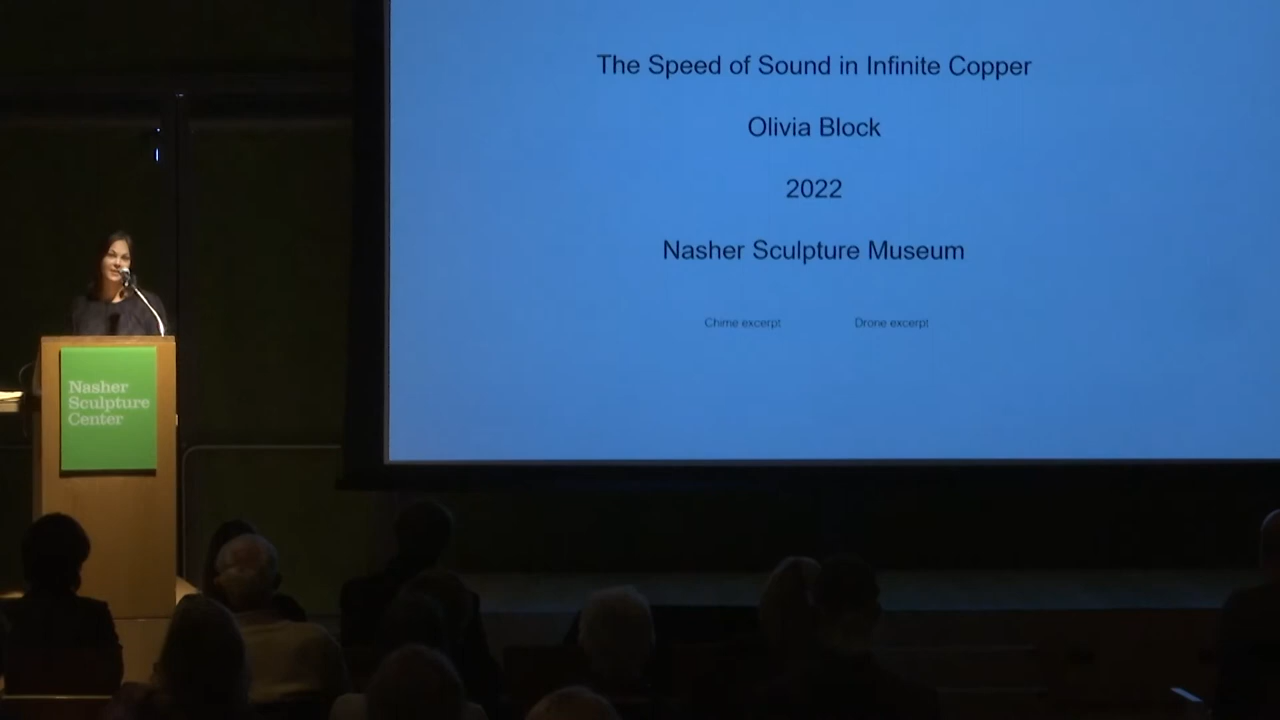 The Speed of Sound in Infinite Copper
Olivia Block
2022
Nasher Sculpture Museum
Chime excerpt Drone excerpt
Nasher
Sculpture
Center